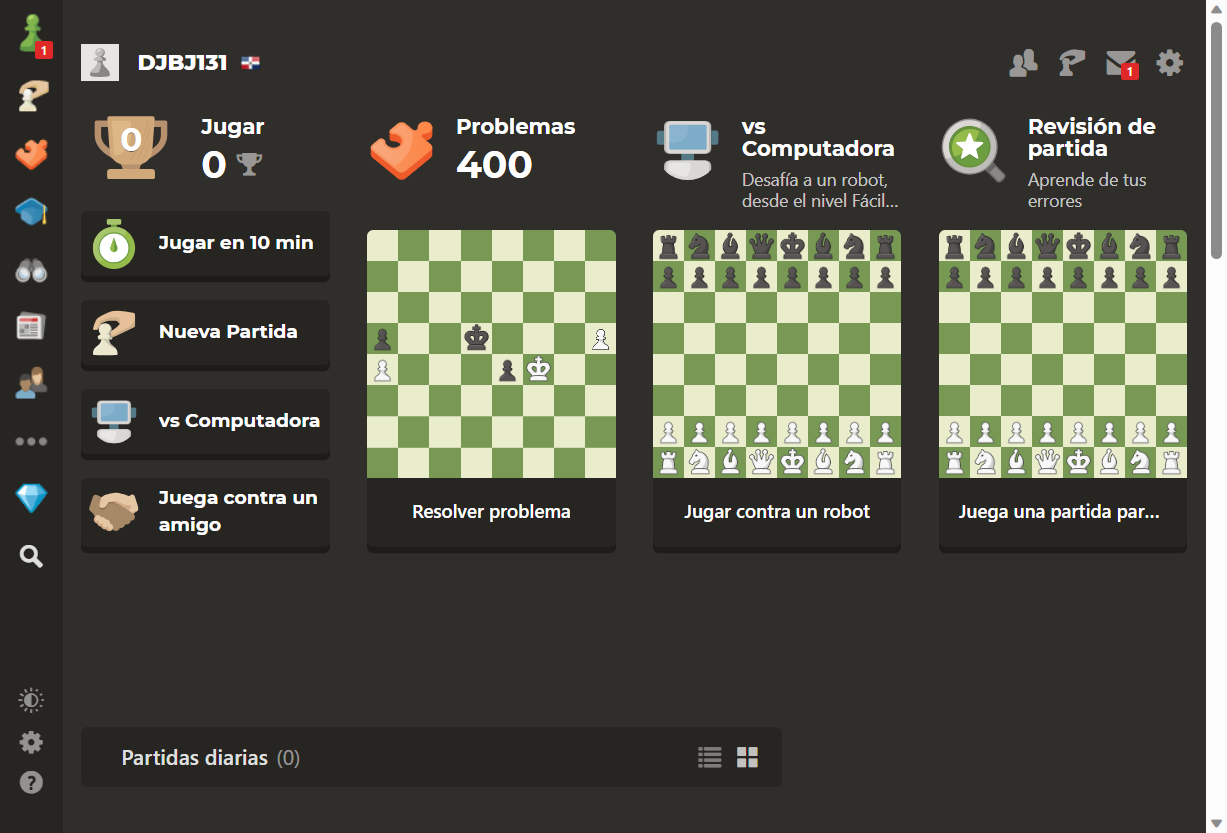 1
DJBJ131
1
0
Jugar
0
Problemas
400
vs
Computadora
Desafía a un robot,
desde el nivel Fácil...
Revisión de
partida
Aprende de tus
errores
Jugar en 10 min
Nueva Partida
vs Computadora
Juega contra un
amigo
Resolver problema
Jugar contra un robot
Juega una partida par...
Partidas diarias (0)
?